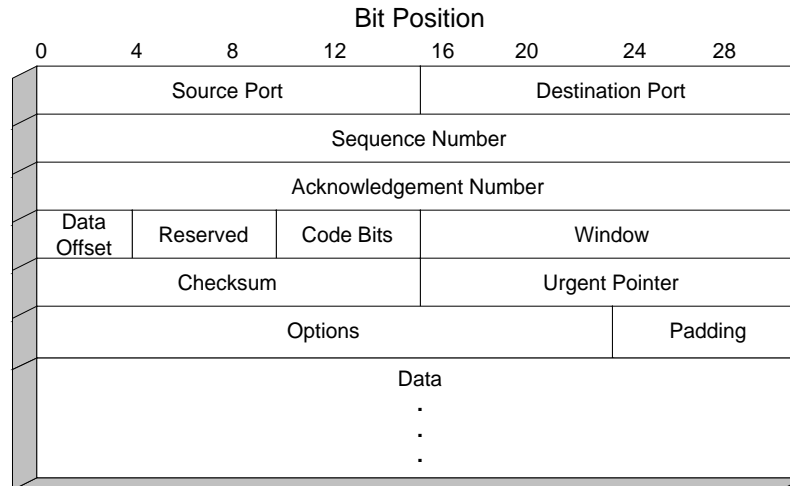 Bit Position
0 4 8 12 16 20 24 28
Source Port Destination Port
Sequence Number
Acknowledgement Number
Data
Offset Reserved Code Bits Window
Checksum Urgent Pointer
Options Padding
Data
.
.
.